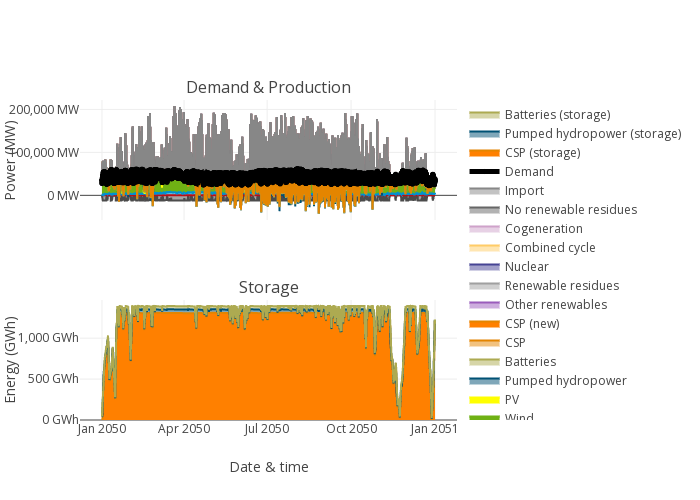 Demand & Production
200,000 MW
100,000 MW
0 MW
Power (MW)
Storage
1,000 GWh
500 GWh
0 GWh
Energy (GWh)
Jan 2050
Apr 2050
Jul 2050
Oct 2050
Jan 2051
Date & time
Batteries (storage)
Pumped hydropower (storage)
CSP (storage)
Demand
Import
No renewable residues
Cogeneration
Combined cycle
Nuclear
Renewable residues
Other renewables
CSP (new)
CSP
Batteries
Pumped hydropower
PV
Wind